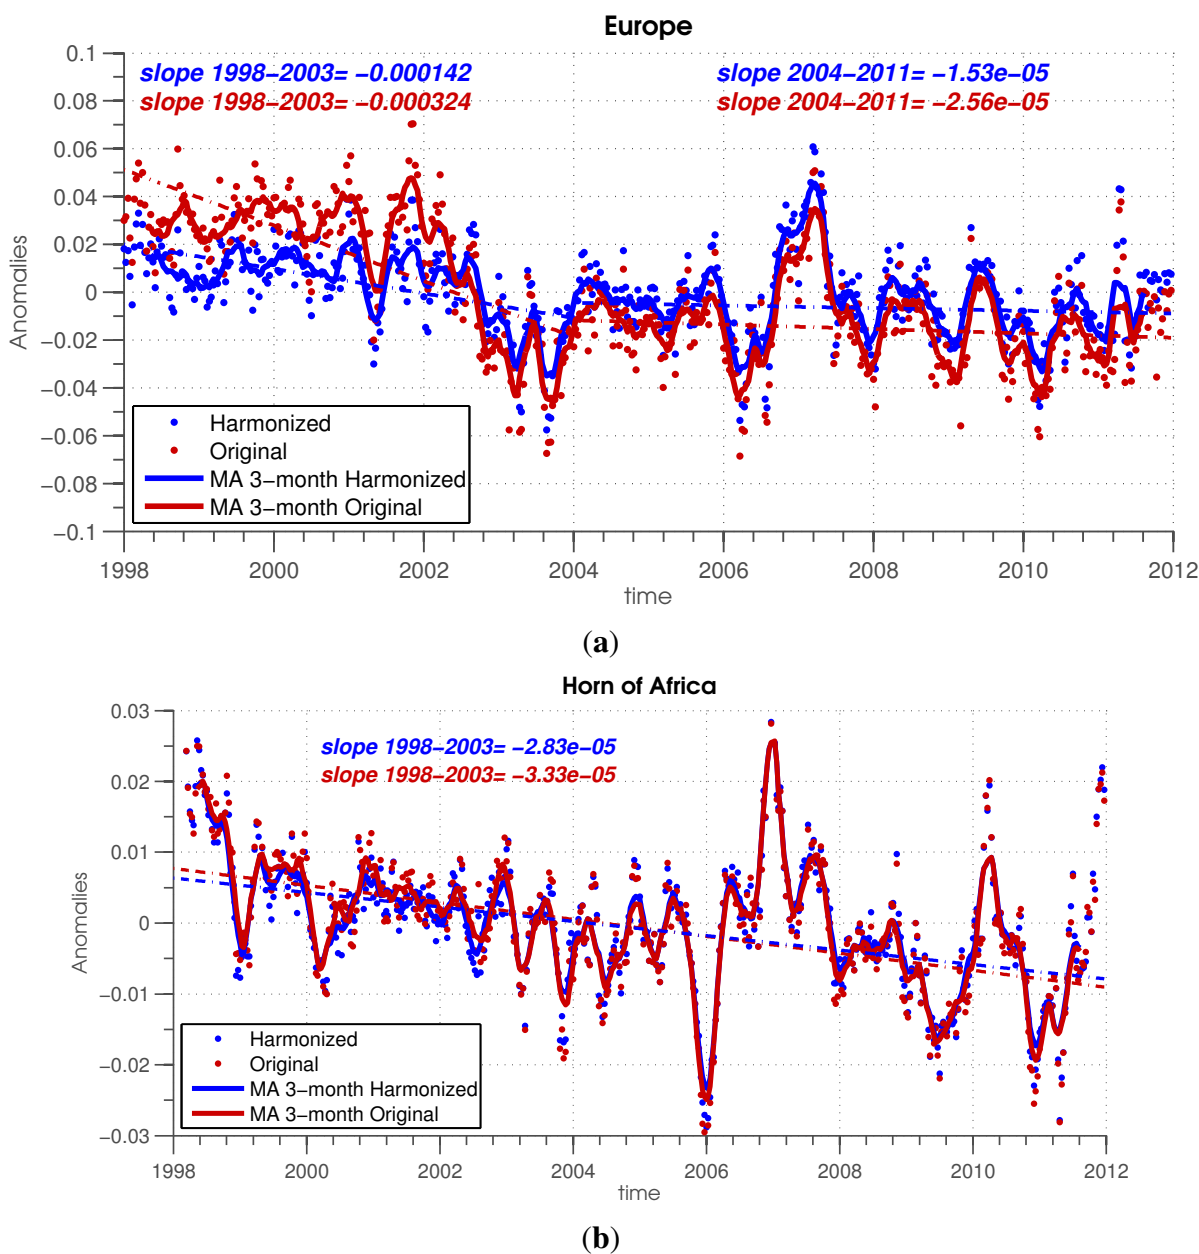 Europe
0.1
0.08
0.06
0.04
0.02
0
−0.02
−0.04
−0.06
−0.08
−0.1
Anomalies
slope 1998−2003= −0.000142
slope 1998−2003= −0.000324
slope 2004−2011= −1.53e−05
slope 2004−2011= −2.56e−05
Harmonized
Original
MA 3−month Harmonized
MA 3−month Original
1998 2000 2002 2004 2006 2008 2010 2012
time
(a)
Horn of Africa
0.03
0.02
0.01
0
−0.01
−0.02
−0.03
Anomalies
slope 1998−2003= −2.83e−05
slope 1998−2003= −3.33e−05
Harmonized
Original
MA 3−month Harmonized
MA 3−month Original
1998 2000 2002 2004 2006 2008 2010 2012
time
(b)